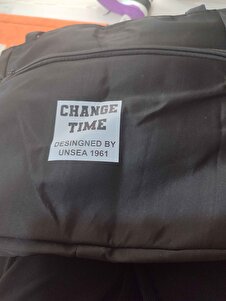 CHANGE
TIME
DESINGNED BY
UNSEA 1961